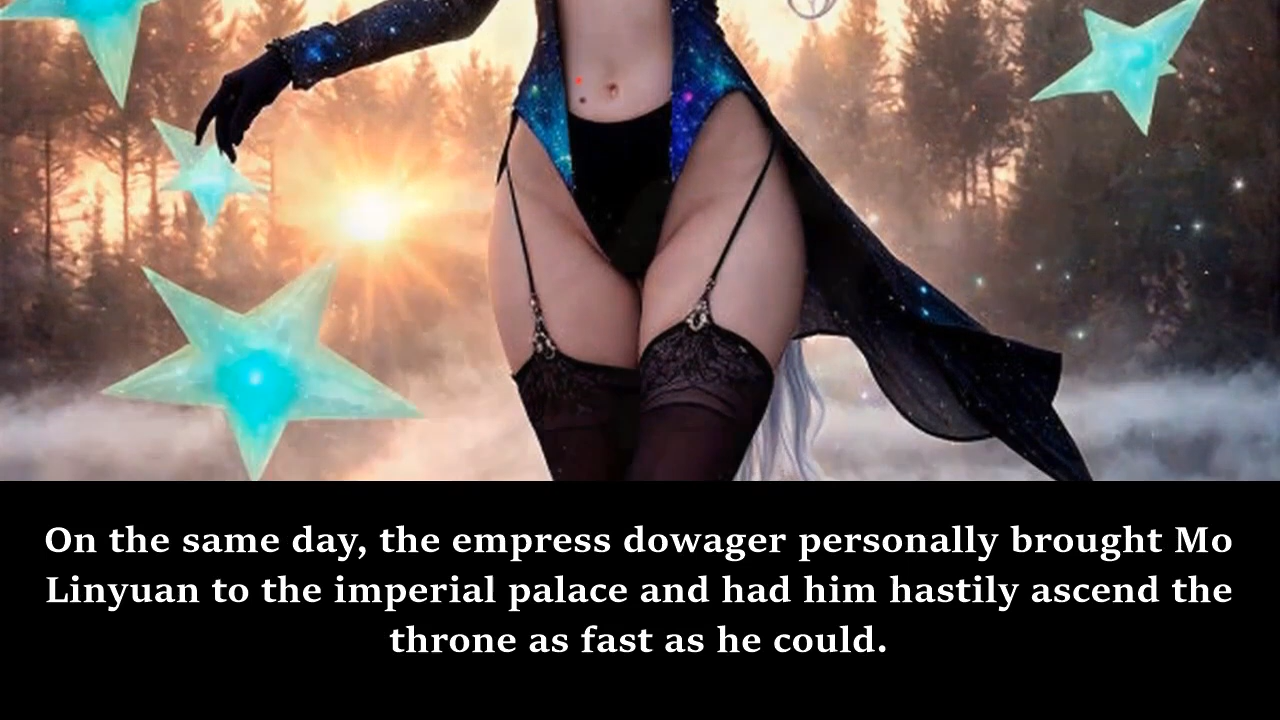 On the same day, the empress dowager personally brought Mo
Linyuan to the imperial palace and had him hastily ascend the
throne as fast as he could.